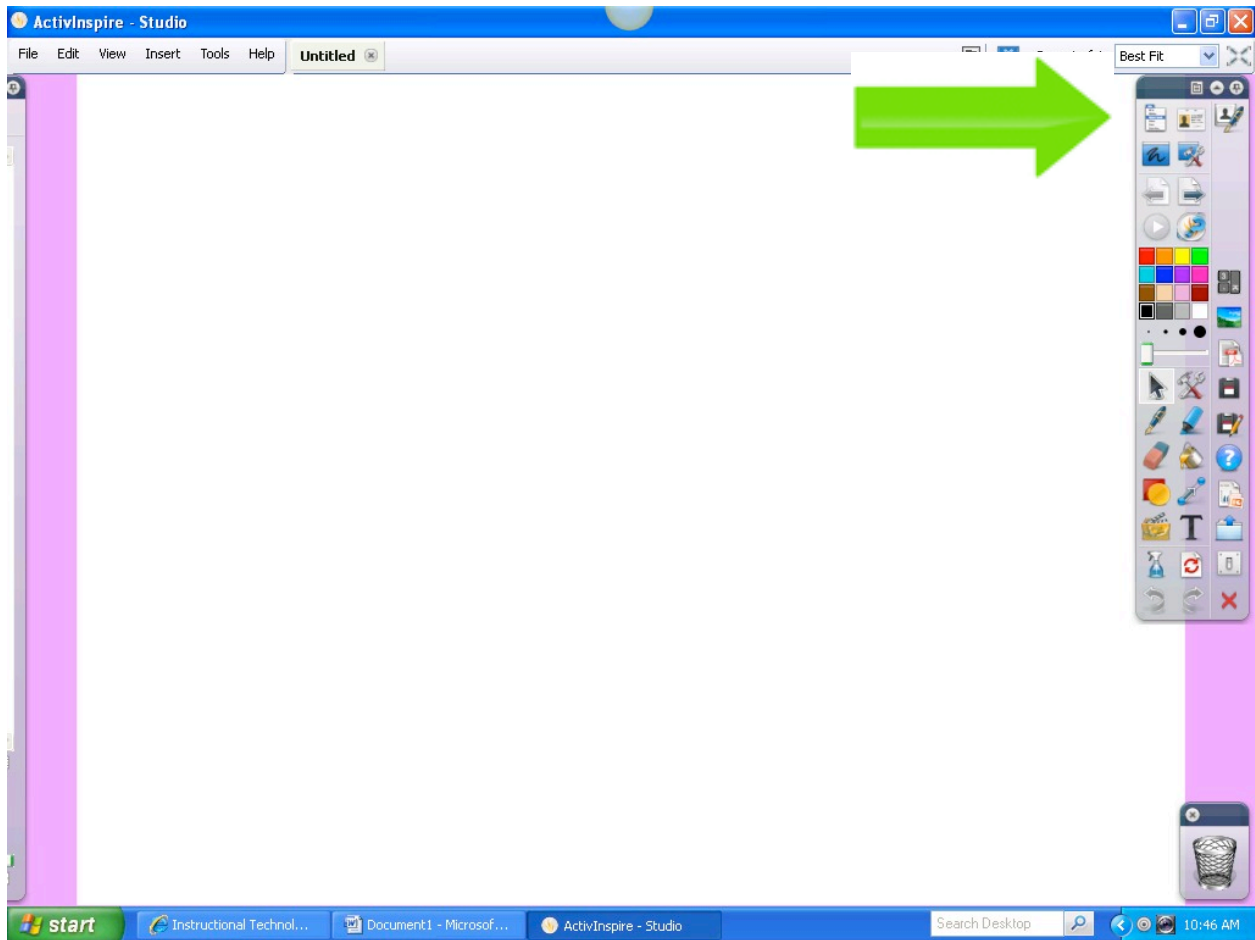 ActivInspire - Studio
File Edit View Insert Tools Help Untitled Best Fit
T
start Instructional Technol... Document1 - Microsof... ActivInspire - Studio Search Desktop 10:46 AM